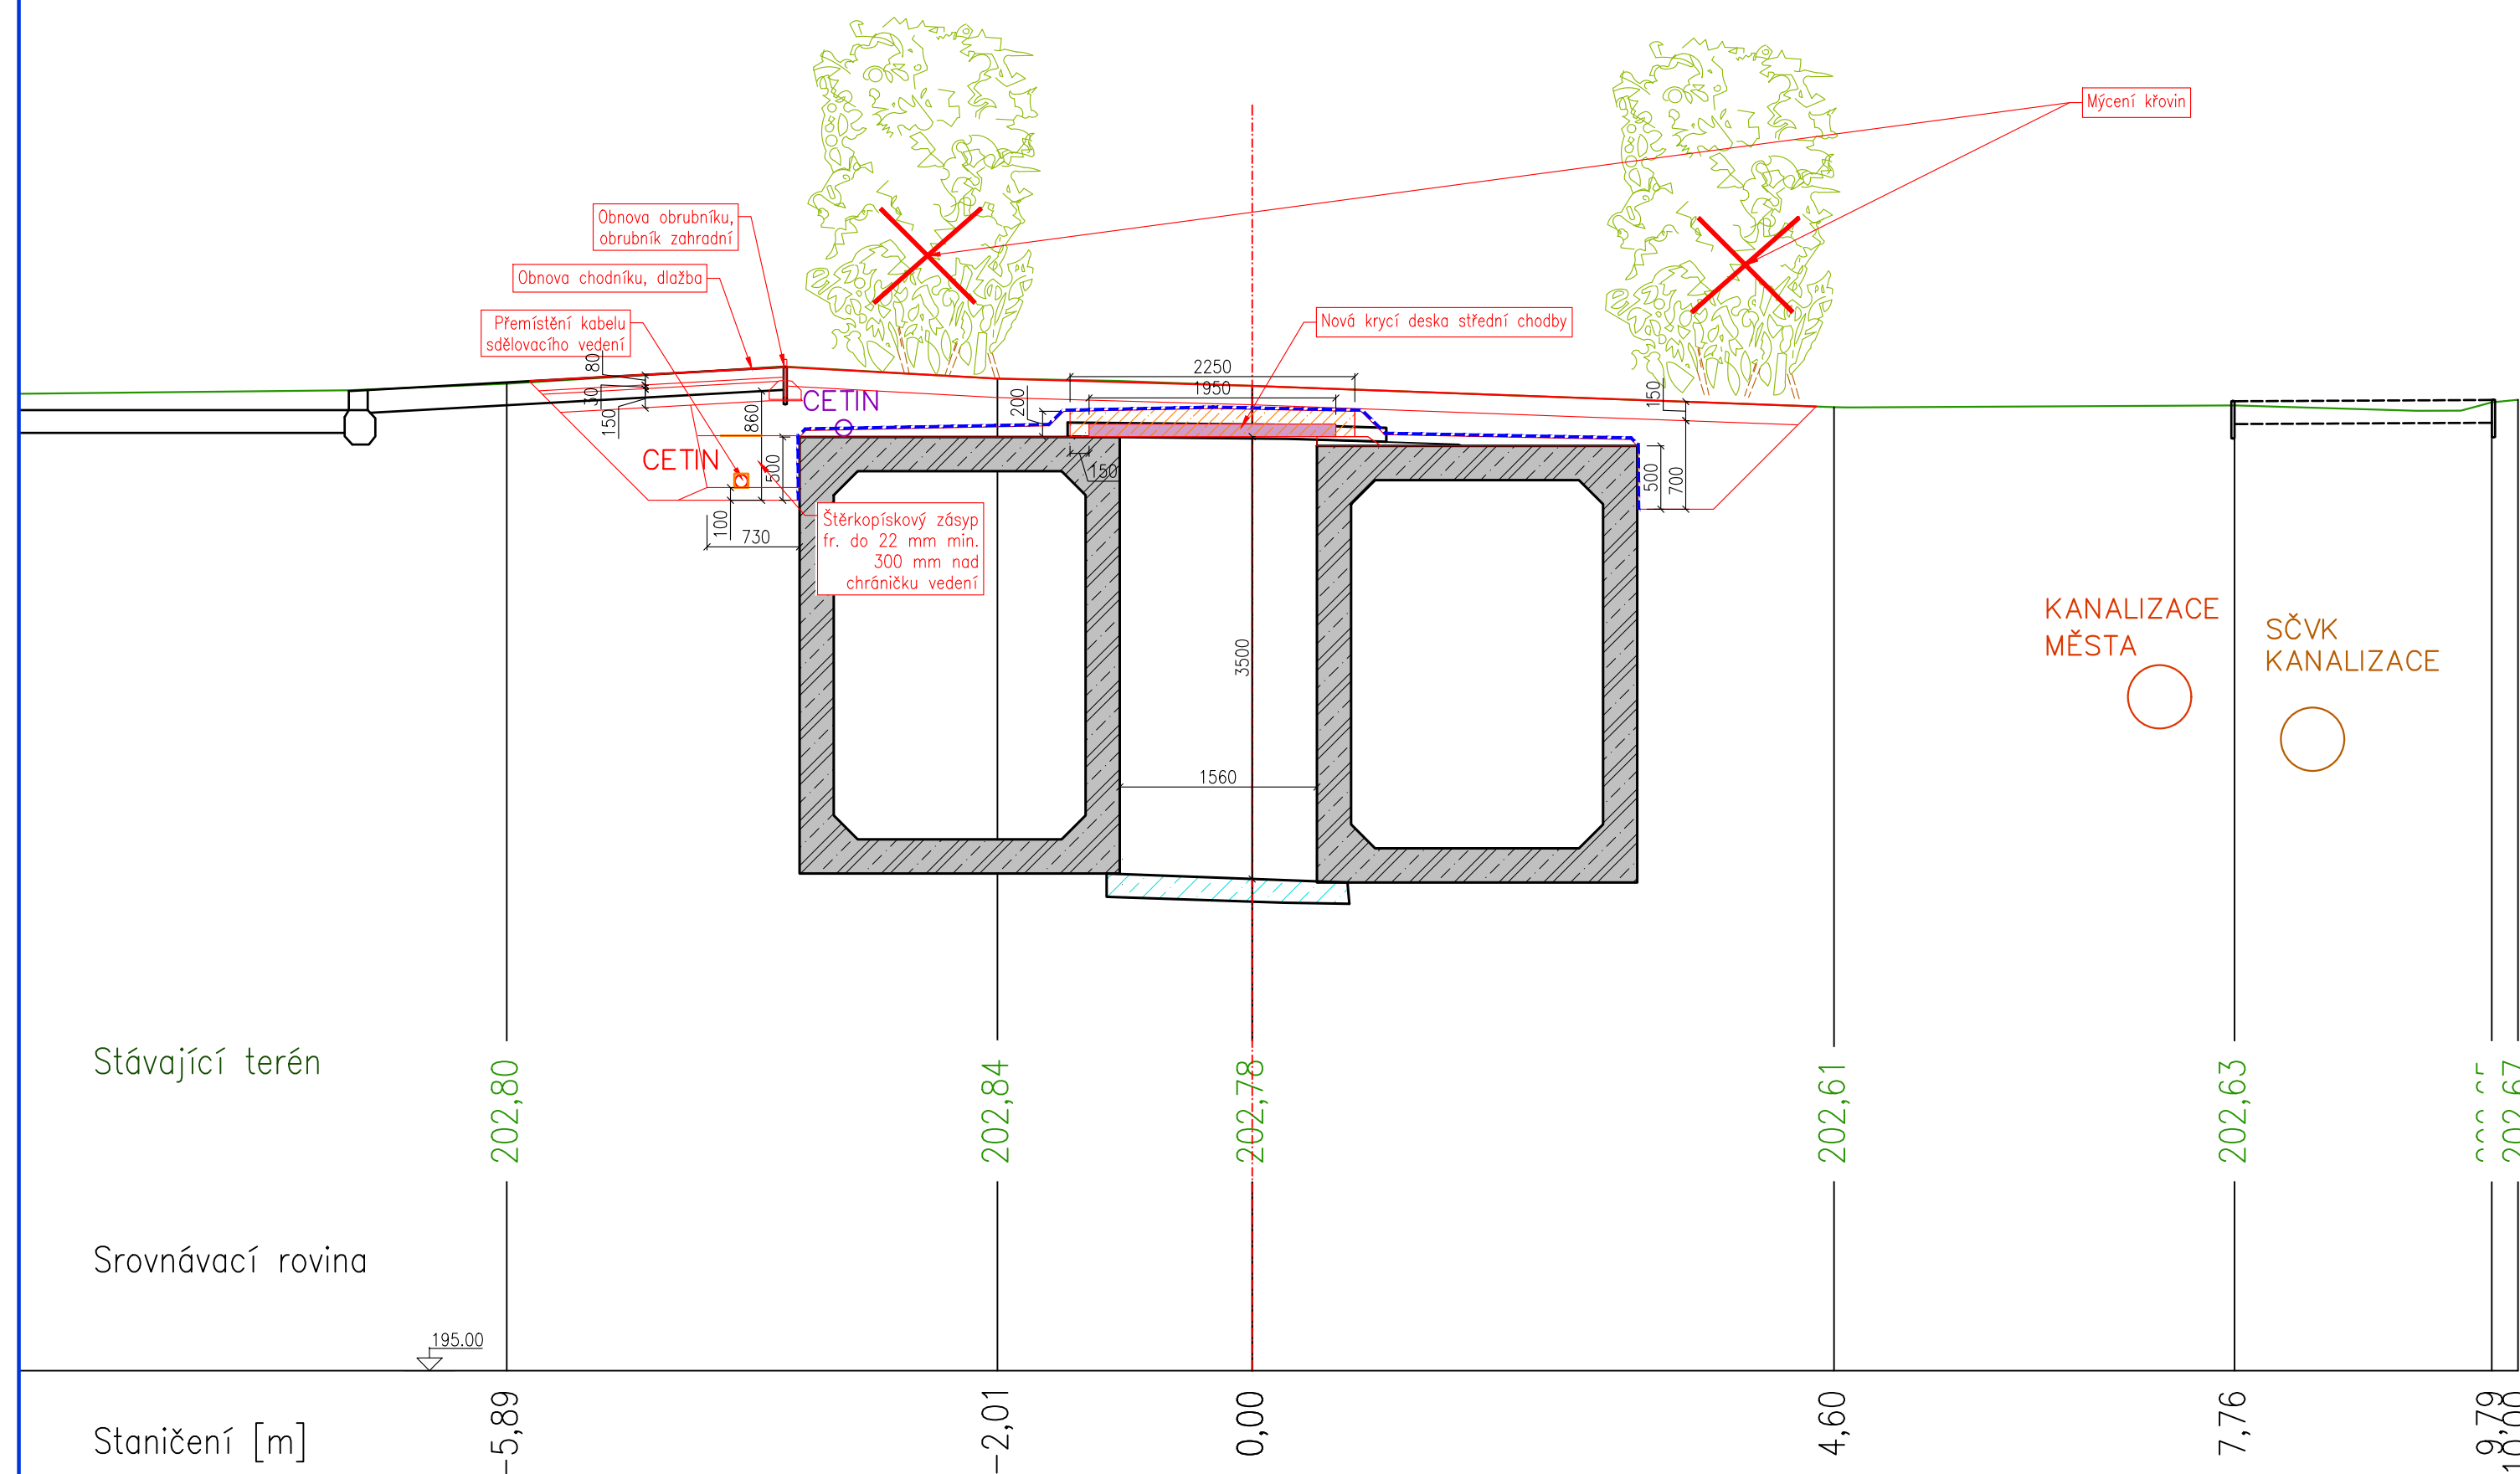 Mýcení křovin
Obnova obrubníku,
obrubník zahradní
Obnova chodníku, dlažba
Přemístění kabelu
sdělovacího vedení
Nová krycí deska střední chodby
80
30
150
860
500
CETIN
CETIN
200
2250
1950
150
150
500
700
100
730
Štěrkopískový zásyp
fr. do 22 mm min.
300 mm nad
chráničku vedení
3500
1560
KANALIZACE
MĚSTA
SČVK
KANALIZACE
Stávající terén
202,80
202,84
202,78
202,61
202,63
202,67
Srovnávací rovina
195.00
Staničení [m]
-5,89
-2,01
0,00
4,60
7,76
9,79